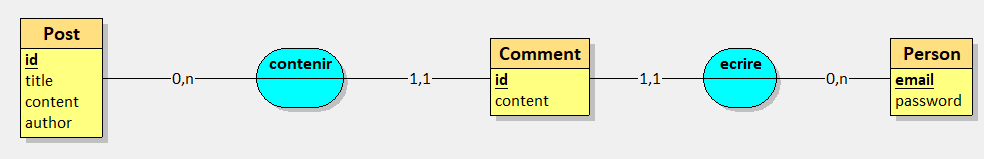 Post
id
title
content
author
0,n
contenir
1,1
Comment
id
content
1,1
ecrire
0,n
Person
email
password